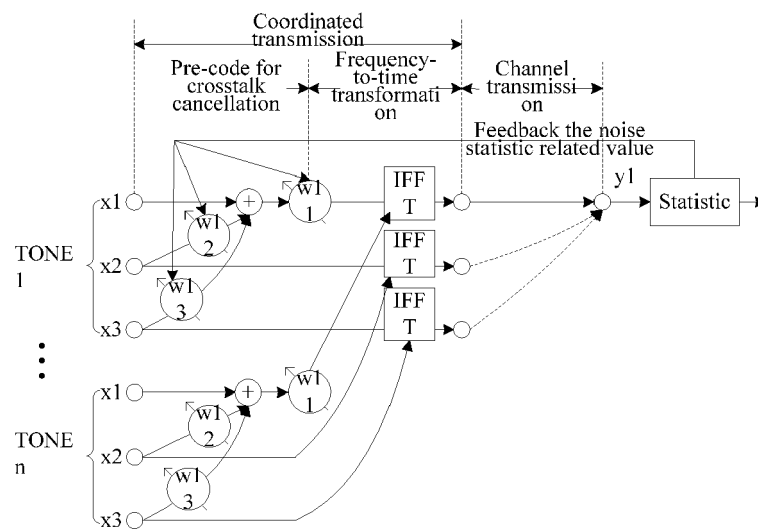 Coordinated
transmission
Pre-code for
crosstalk
cancellation
Frequency-
to-time
transformati
on
Channel
transmissi
on
Feedback the noise
statistic related value
x1
w1
1
IFF
T
y1
Statistic
+
w1
2
TONE
1
x2
IFF
T
w1
3
x3
IFF
T
x1
+
w1
1
w1
2
TONE
n
x2
w1
3
x3